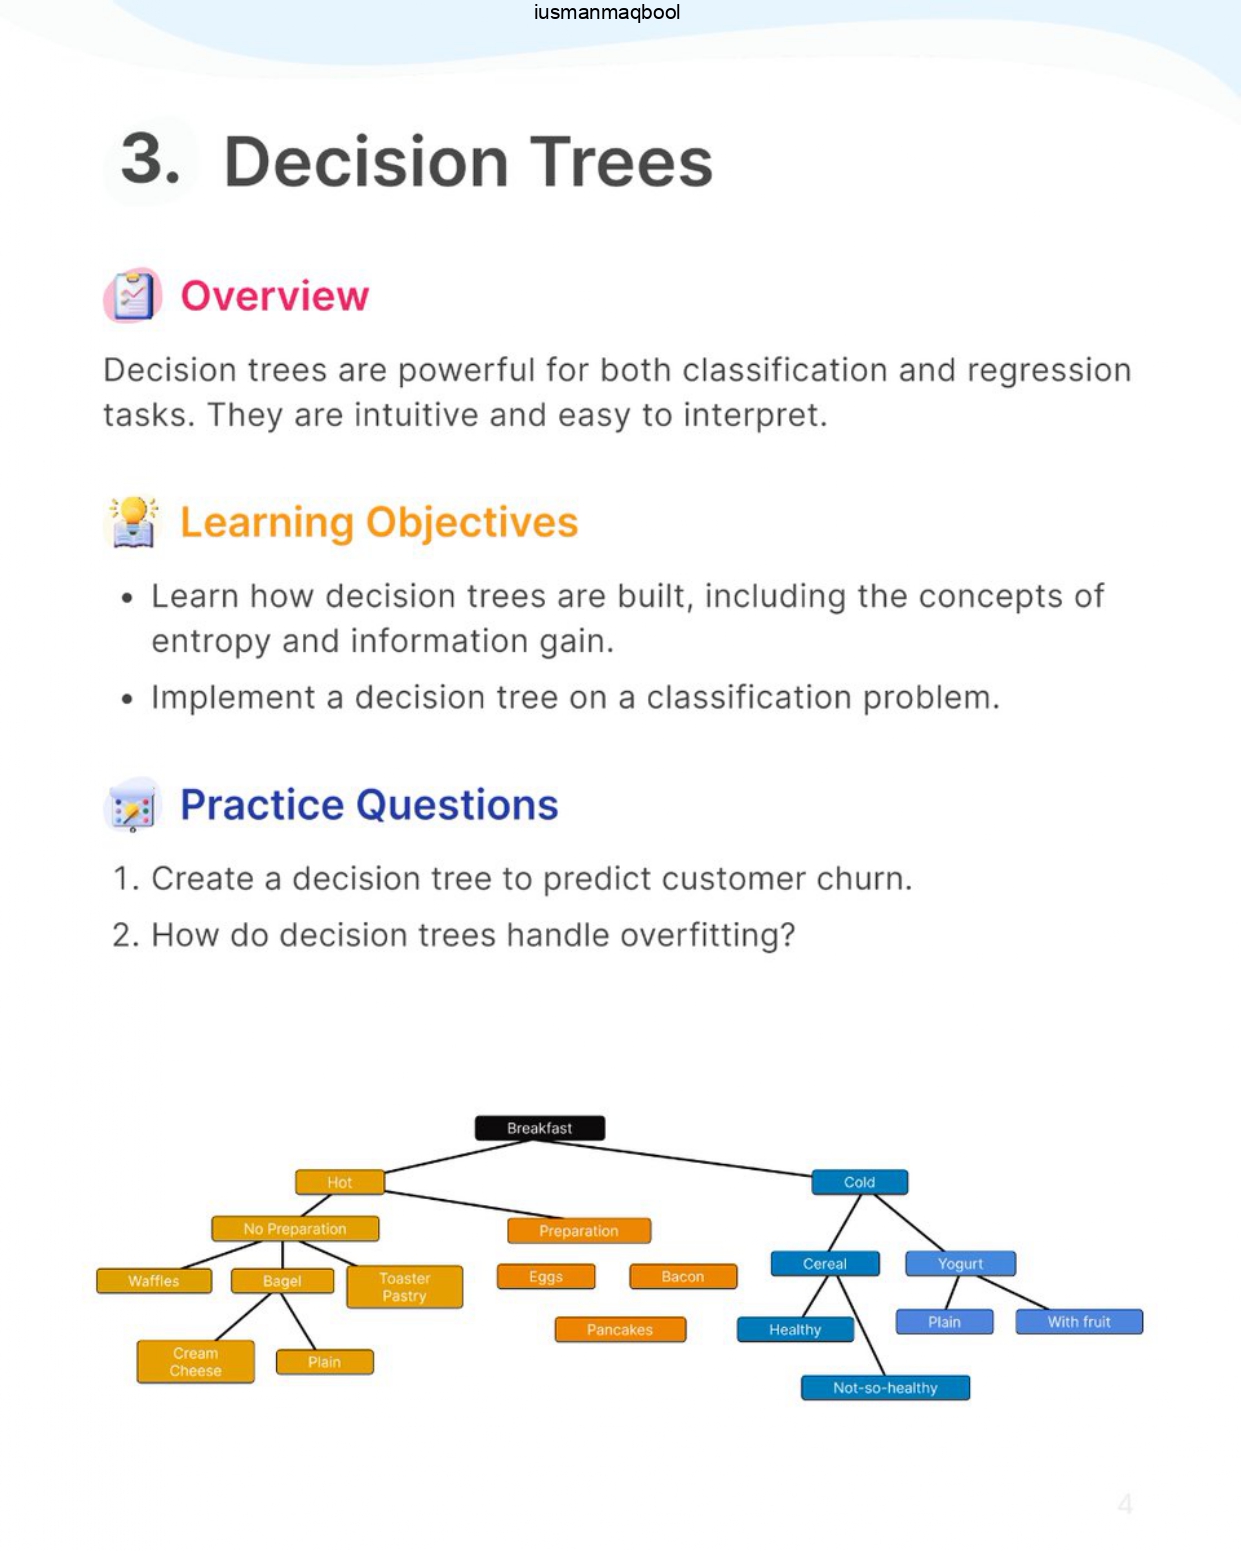 iusmanmaqbool
3. Decision Trees
Overview
Decision trees are powerful for both classification and regression
tasks. They are intuitive and easy to interpret.
Learning Objectives
• Learn how decision trees are built, including the concepts of
entropy and information gain.
• Implement a decision tree on a classification problem.
Practice Questions
1. Create a decision tree to predict customer churn.
2. How do decision trees handle overfitting?
Breakfast
Hot
Cold
No Preparation
Preparation
Cereal
Yogurt
Waffles
Bagel
Toaster
Pastry
Eggs
Bacon
Healthy
Plain
With fruit
Pancakes
Cream
Cheese
Plain
Not-so-healthy
4